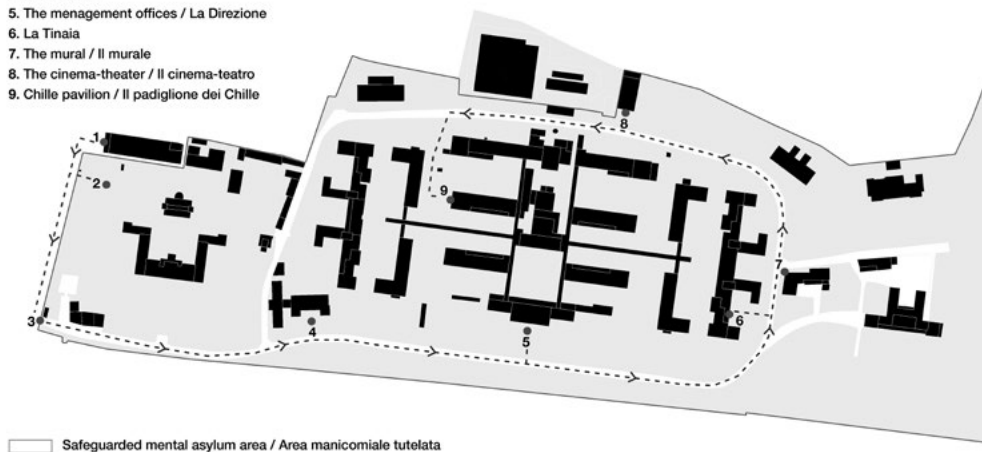 5. The menagement offices / La Direzione
6. La Tinaia
7. The mural / Il murale
8. The cinema-theater / Il cinema-teatro
9. Chille pavilion / Il padiglione dei Chille
8
1
2
9
7
6
3
4
5
Safeguarded mental asylum area / Area manicomiale tutelata